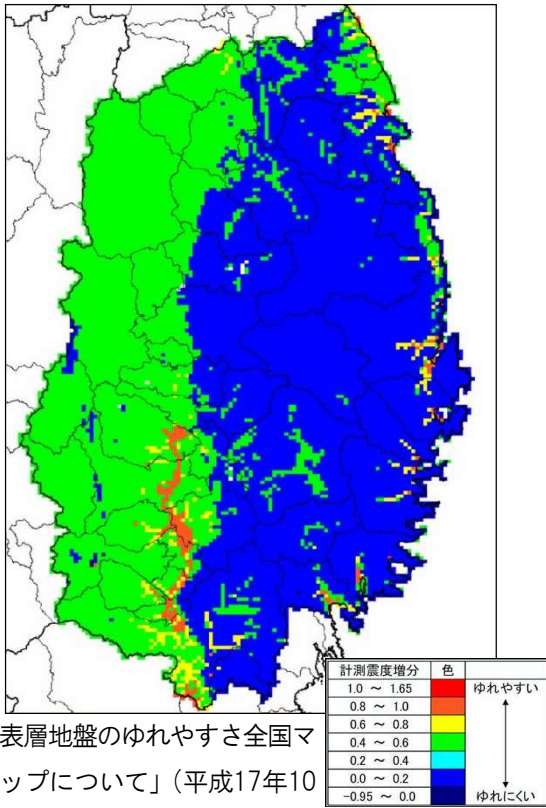 計測震度増分 色
1.0 ～ 1.65 ゆれやすい
0.8 ～ 1.0
0.6 ～ 0.8
0.4 ～ 0.6
0.2 ～ 0.4
0.0 ～ 0.2
-0.95 ～ 0.0 ゆれにくい
表層地盤のゆれやすさ全国マ
ップについて」（平成17年10